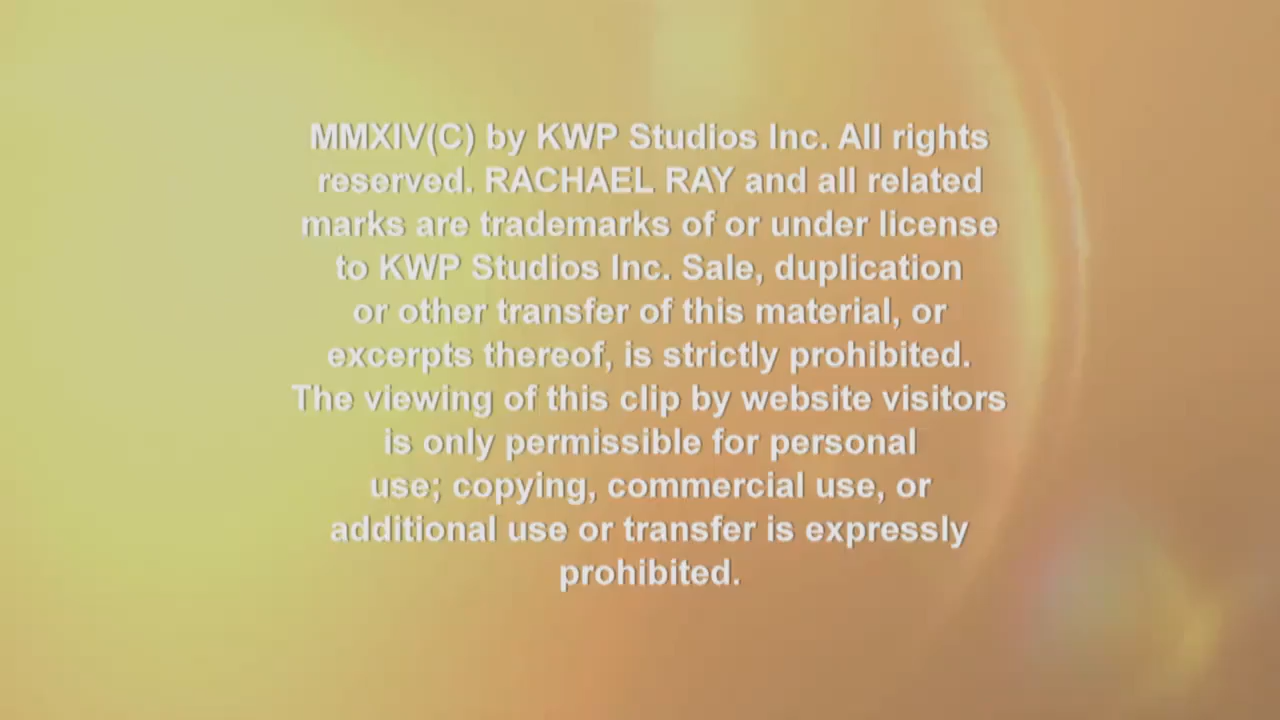 MMXIV(C) by KWP Studios Inc. All rights
reserved. RACHAEL RAY and all related
marks are trademarks of or under license
to KWP Studios Inc. Sale, duplication
or other transfer of this material, or
excerpts thereof, is strictly prohibited.
The viewing of this clip by website visitors
is only permissible for personal
use; copying, commercial use, or
additional use or transfer is expressly
prohibited.